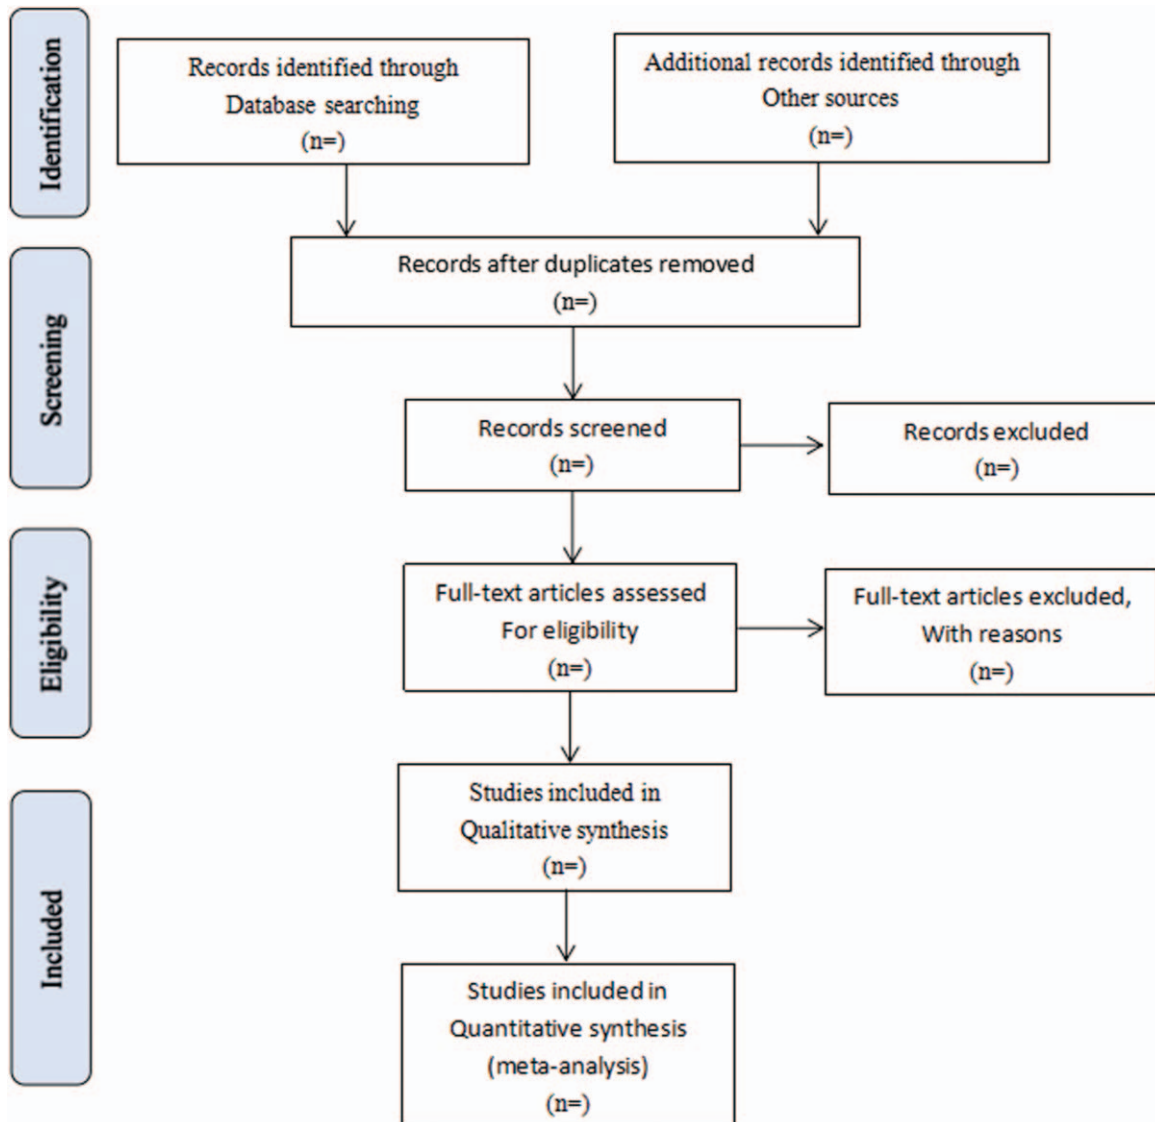 Identification
Records identified through
Database searching
(n=)
Additional records identified through
Other sources
(n=)
Screening
Records after duplicates removed
(n=)
Records screened
(n=)
Records excluded
(n=)
Eligibility
Full-text articles assessed
For eligibility
(n=)
Full-text articles excluded,
With reasons
(n=)
Included
Studies included in
Qualitative synthesis
(n=)
Studies included in
Quantitative synthesis
(meta-analysis)
(n=)